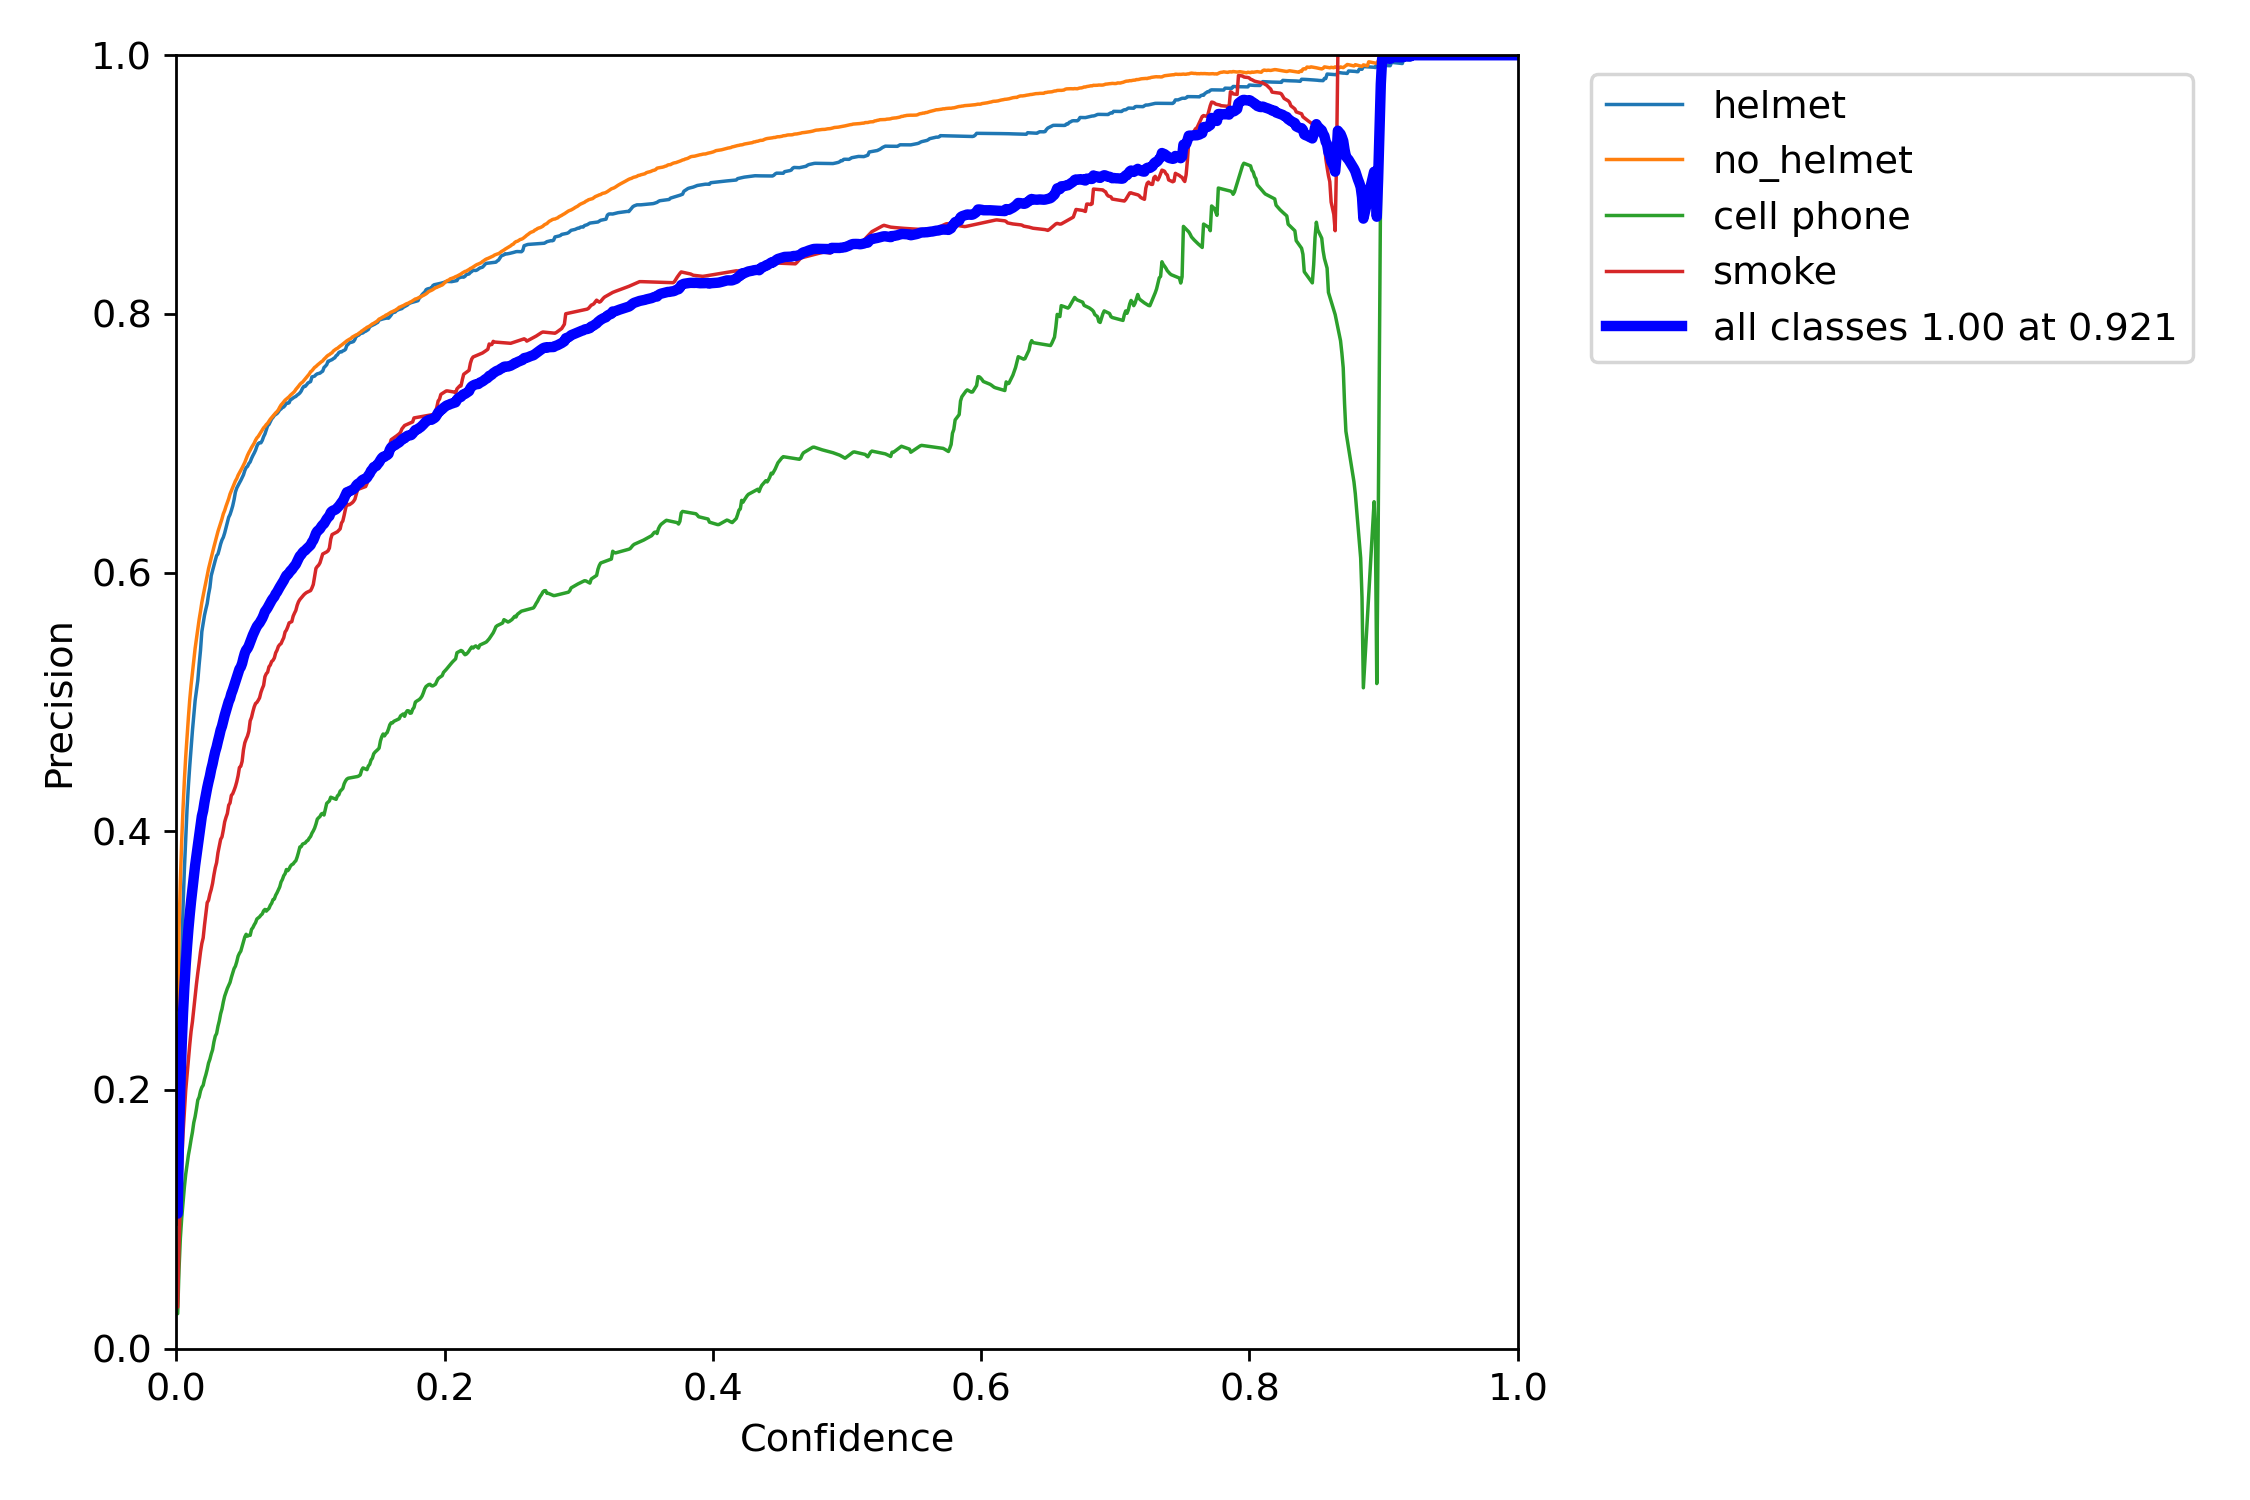 1.0
0.8
0.6
0.4
0.2
0.0
Precision
0.0 0.2 0.4 0.6 0.8 1.0
Confidence
helmet
no_helmet
cell phone
smoke
all classes 1.00 at 0.921